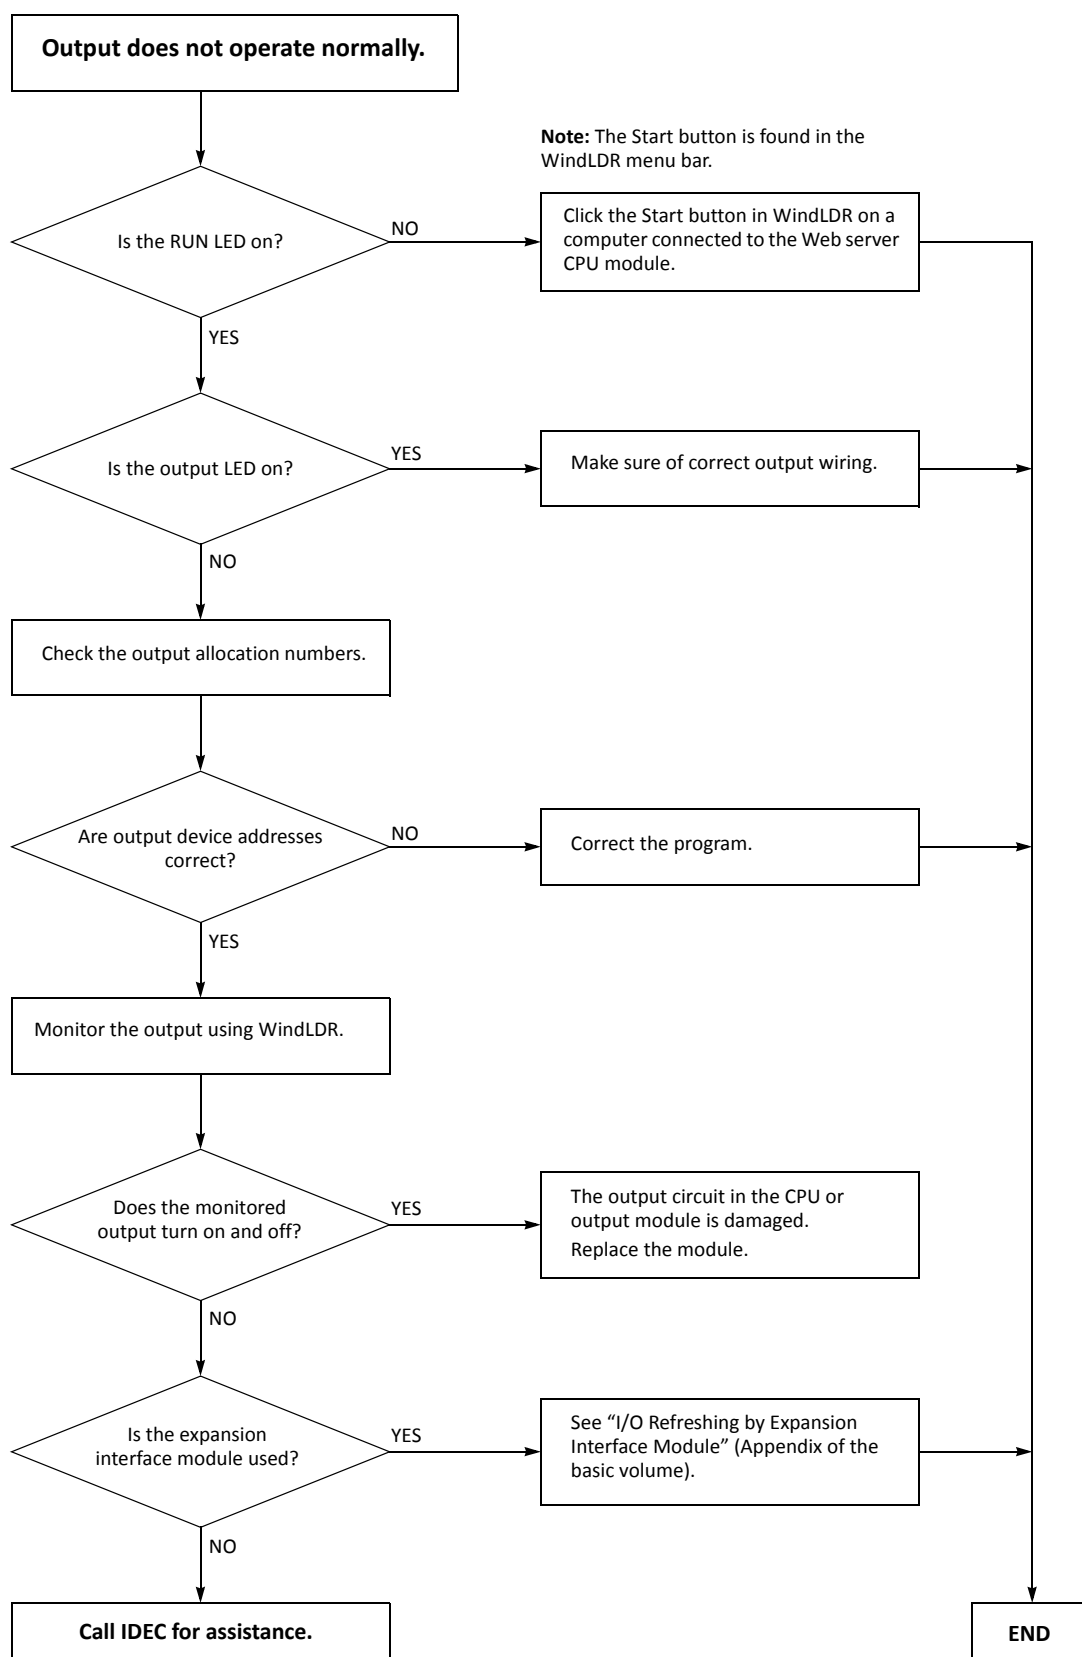 Output does not operate normally.
Note: The Start button is found in the
WindLDR menu bar.
Is the RUN LED on?
NO
Click the Start button in WindLDR on a
computer connected to the Web server
CPU module.
YES
Is the output LED on?
YES
Make sure of correct output wiring.
NO
Check the output allocation numbers.
Are output device addresses
correct?
NO
Correct the program.
YES
Monitor the output using WindLDR.
Does the monitored
output turn on and off?
YES
The output circuit in the CPU or
output module is damaged.
Replace the module.
NO
Is the expansion
interface module used?
YES
See “I/O Refreshing by Expansion
Interface Module” (Appendix of the
basic volume).
NO
Call IDEC for assistance.
END